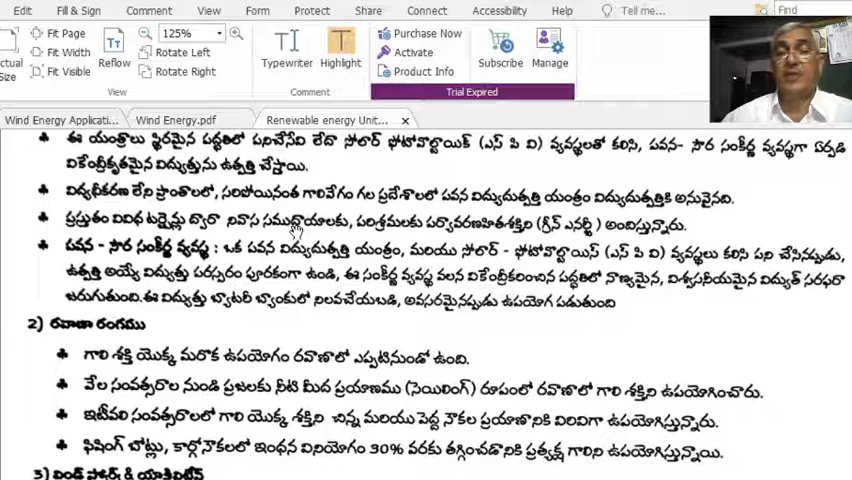 Edit Fill & Sign Comment View Form Protect Share Connect Accessibility Help Tell me... Find
Fit Page 125% Purchase Now
Fit Width Rotate Left Activate
Size Reflow Fit Visible Rotate Right Typewriter Highlight Product Info Subscribe Manage
View Comment Trial Expired
Wind Energy Applicati... Wind Energy.pdf Renewable energy Unit...
♣ ఈ యంత్రాలు స్థిరమైన పద్ధతిలో పనిచేసేవి లేదా సోలార్ ఫోటోవొల్టాయిక్ (ఎస్ పి వి) వ్యవస్థలతో కలిసి, పవన- సౌర సంకీర్ణ వ్యవస్థగా ఏర్పడి
వికేంద్రీకృతమైన విద్యుత్తును ఉత్పత్తి చేస్తాయి.
♣ విద్యుధీకరణ లేని ప్రాంతాలలో, సరిపోయినంత గాలివేగం గల ప్రదేశాలలో పవన విద్యుదుత్పత్తి యంత్రం విద్యుదుత్పత్తికి అనువైనది.
♣ ప్రస్తుతం వివిధ టర్బైన్ల ద్వారా నివాస సముద్రాయాలకు, పరిశ్రమలకు పర్యావరణహితశక్తిని (గ్రీన్ ఎనర్జీ) అందిస్తున్నారు.
♣ పవన - సౌర సంకీర్ణ వ్యవస్థ : ఒక పవన విద్యుదుత్పత్తి యంత్రం, మరియు సోలార్ - ఫోటోవొల్టాయిస్ (ఎస్ పి వి) వ్యవస్థలు కలిసి పని చేసినప్పుడు,
ఉత్పత్తి అయ్యే విద్యుత్తు పరస్పరం పూరకంగా ఉండి, ఈ సంకీర్ణ వ్యవస్థ వలన వికేంద్రీకరించిన పద్ధతిలో నాణ్యమైన, విశ్వసనీయమైన విద్యుత్ సరఫరా
జరుగుతుంది.ఈ విద్యుత్తు బ్యాటరీ బ్యాంకులో నిలవచేయబడి, అవసరమైనప్పుడు ఉపయోగ పడుతుంది
2) రవాణా రంగము
♣ గాలి శక్తి యొక్క మరొక ఉపయోగం రవాణాలో ఎప్పటినుండో ఉంది.
♣ వేల సంవత్సరాల నుండి ప్రజలకు నీటి మీద ప్రయాణము (సెయిలింగ్) రూపంలో రవాణాలో గాలి శక్తిని ఉపయోగించారు.
♣ ఇటీవలి సంవత్సరాలలో గాలి యొక్క శక్తిని చిన్న మరియు పెద్ద నౌకల ప్రయాణానికి విరివిగా ఉపయోగిస్తున్నారు.
♣ ఫిషింగ్ బోట్లు, కార్గోనౌకలలో ఇంధన వినియోగం 30% వరకు తగ్గించడానికి ప్రత్యక్ష గాలిని ఉపయోగిస్తున్నాయి.